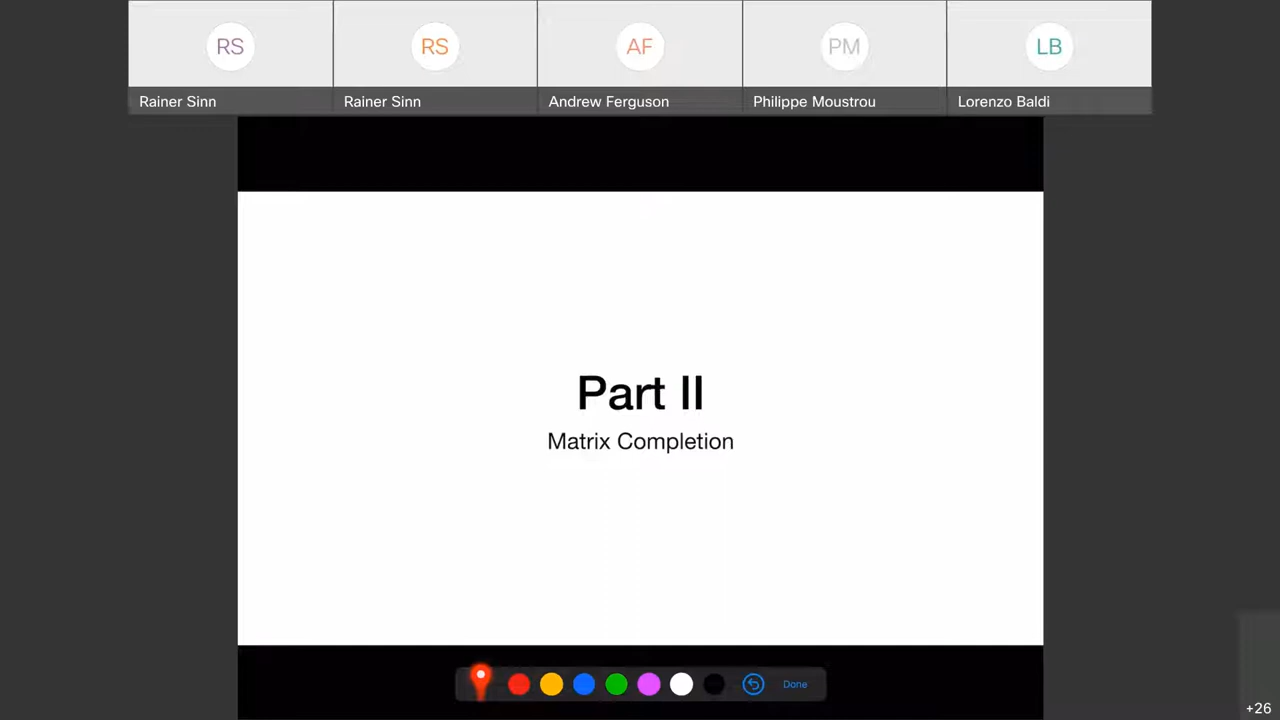 RS
RS
AF
PM
LB
Rainer Sinn
Rainer Sinn
Andrew Ferguson
Philippe Moustrou
Lorenzo Baldi
Part II
Matrix Completion
Done
+26